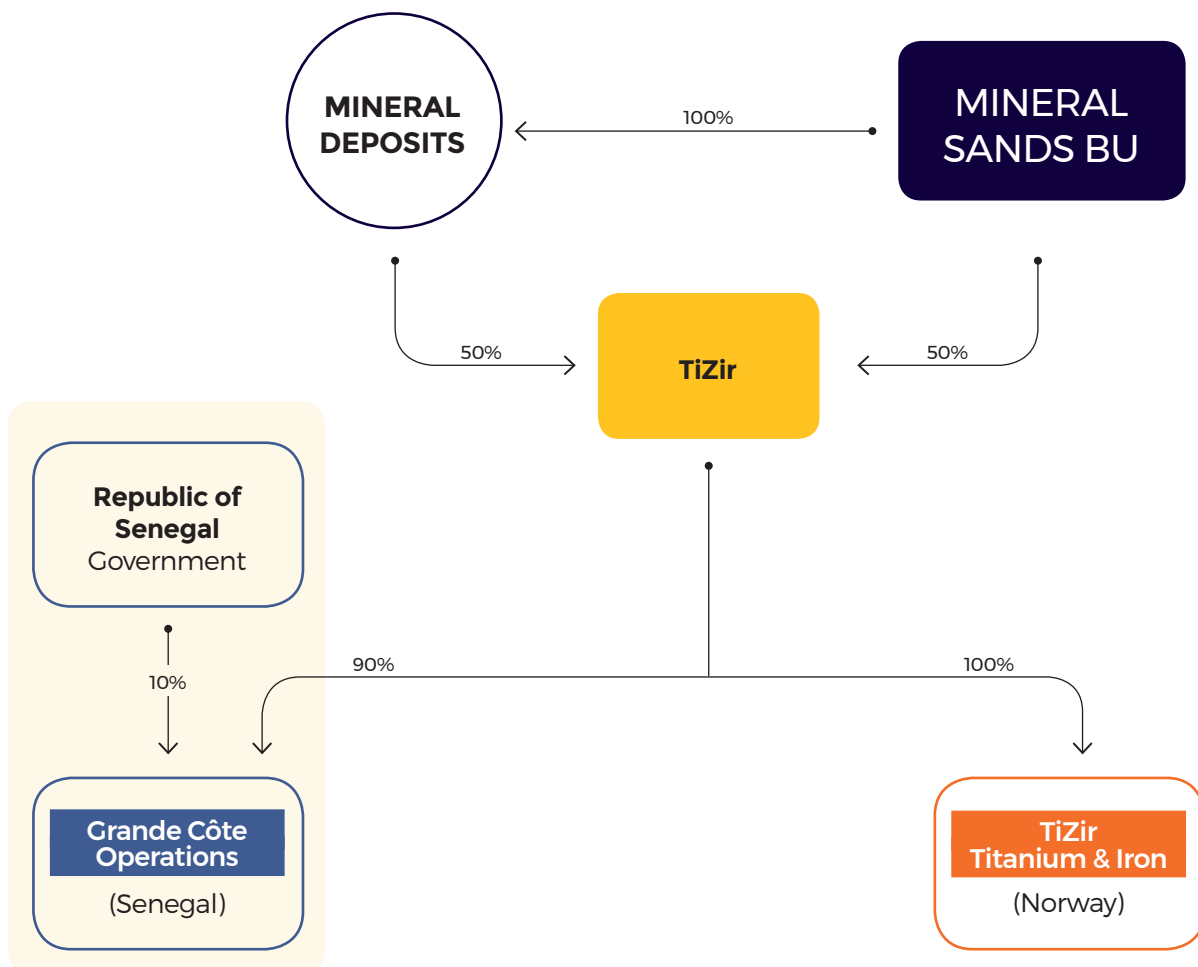 MINERAL
DEPOSITS
100%
MINERAL
SANDS BU
50%
TiZir
50%
Republic of
Senegal
Government
10%
90%
100%
Grande Côte
Operations
(Senegal)
TiZir
Titanium & Iron
(Norway)